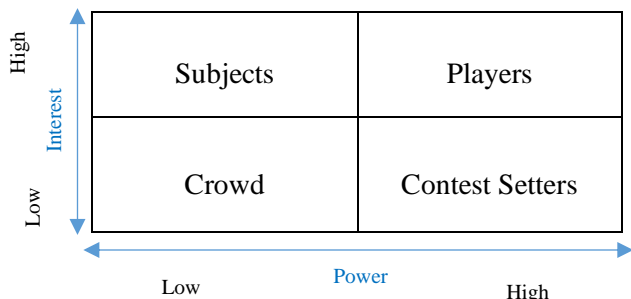 High
Subjects
Players
Interest
Crowd
Contest Setters
Low
Power
Low
High